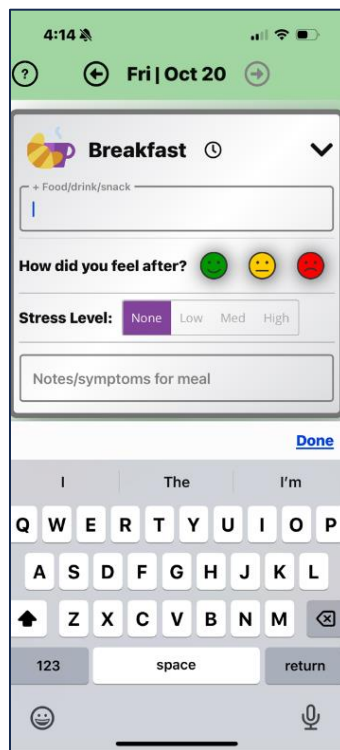 4:14
? Fri | Oct 20
Breakfast
+ Food/drink/snack
How did you feel after?
Stress Level: None Low Med High
Notes/symptoms for meal
Done
I The I'm
Q W E R T Y U I O P
A S D F G H J K L
Z X C V B N M
123 space return